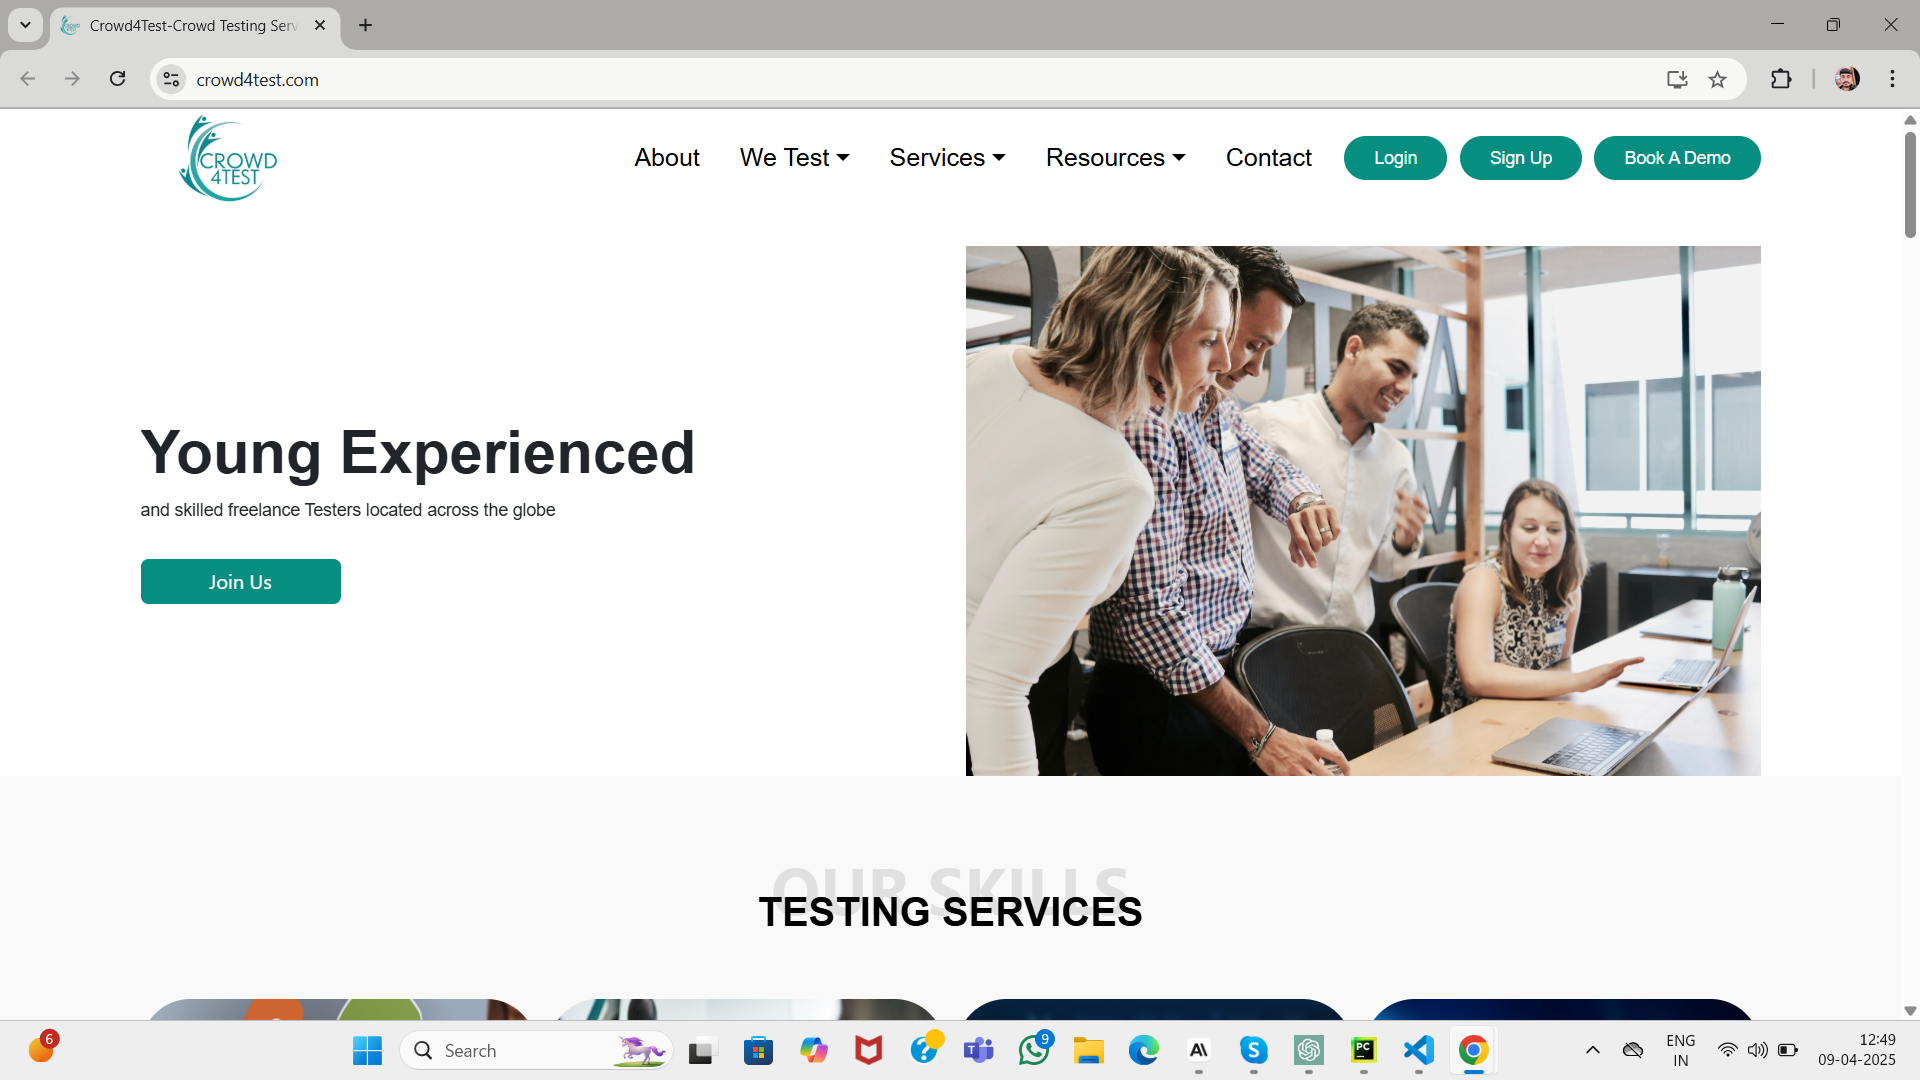 Crowd4Test-Crowd Testing Serv
crowd4test.com
CROWD
4TEST
About
We Test
Services
Resources
Contact
Login
Sign Up
Book A Demo
Young Experienced
and skilled freelance Testers located across the globe
Join Us
OUR SKILLS
TESTING SERVICES
6
Search
9
PC
ENG
IN
12:49
09-04-2025